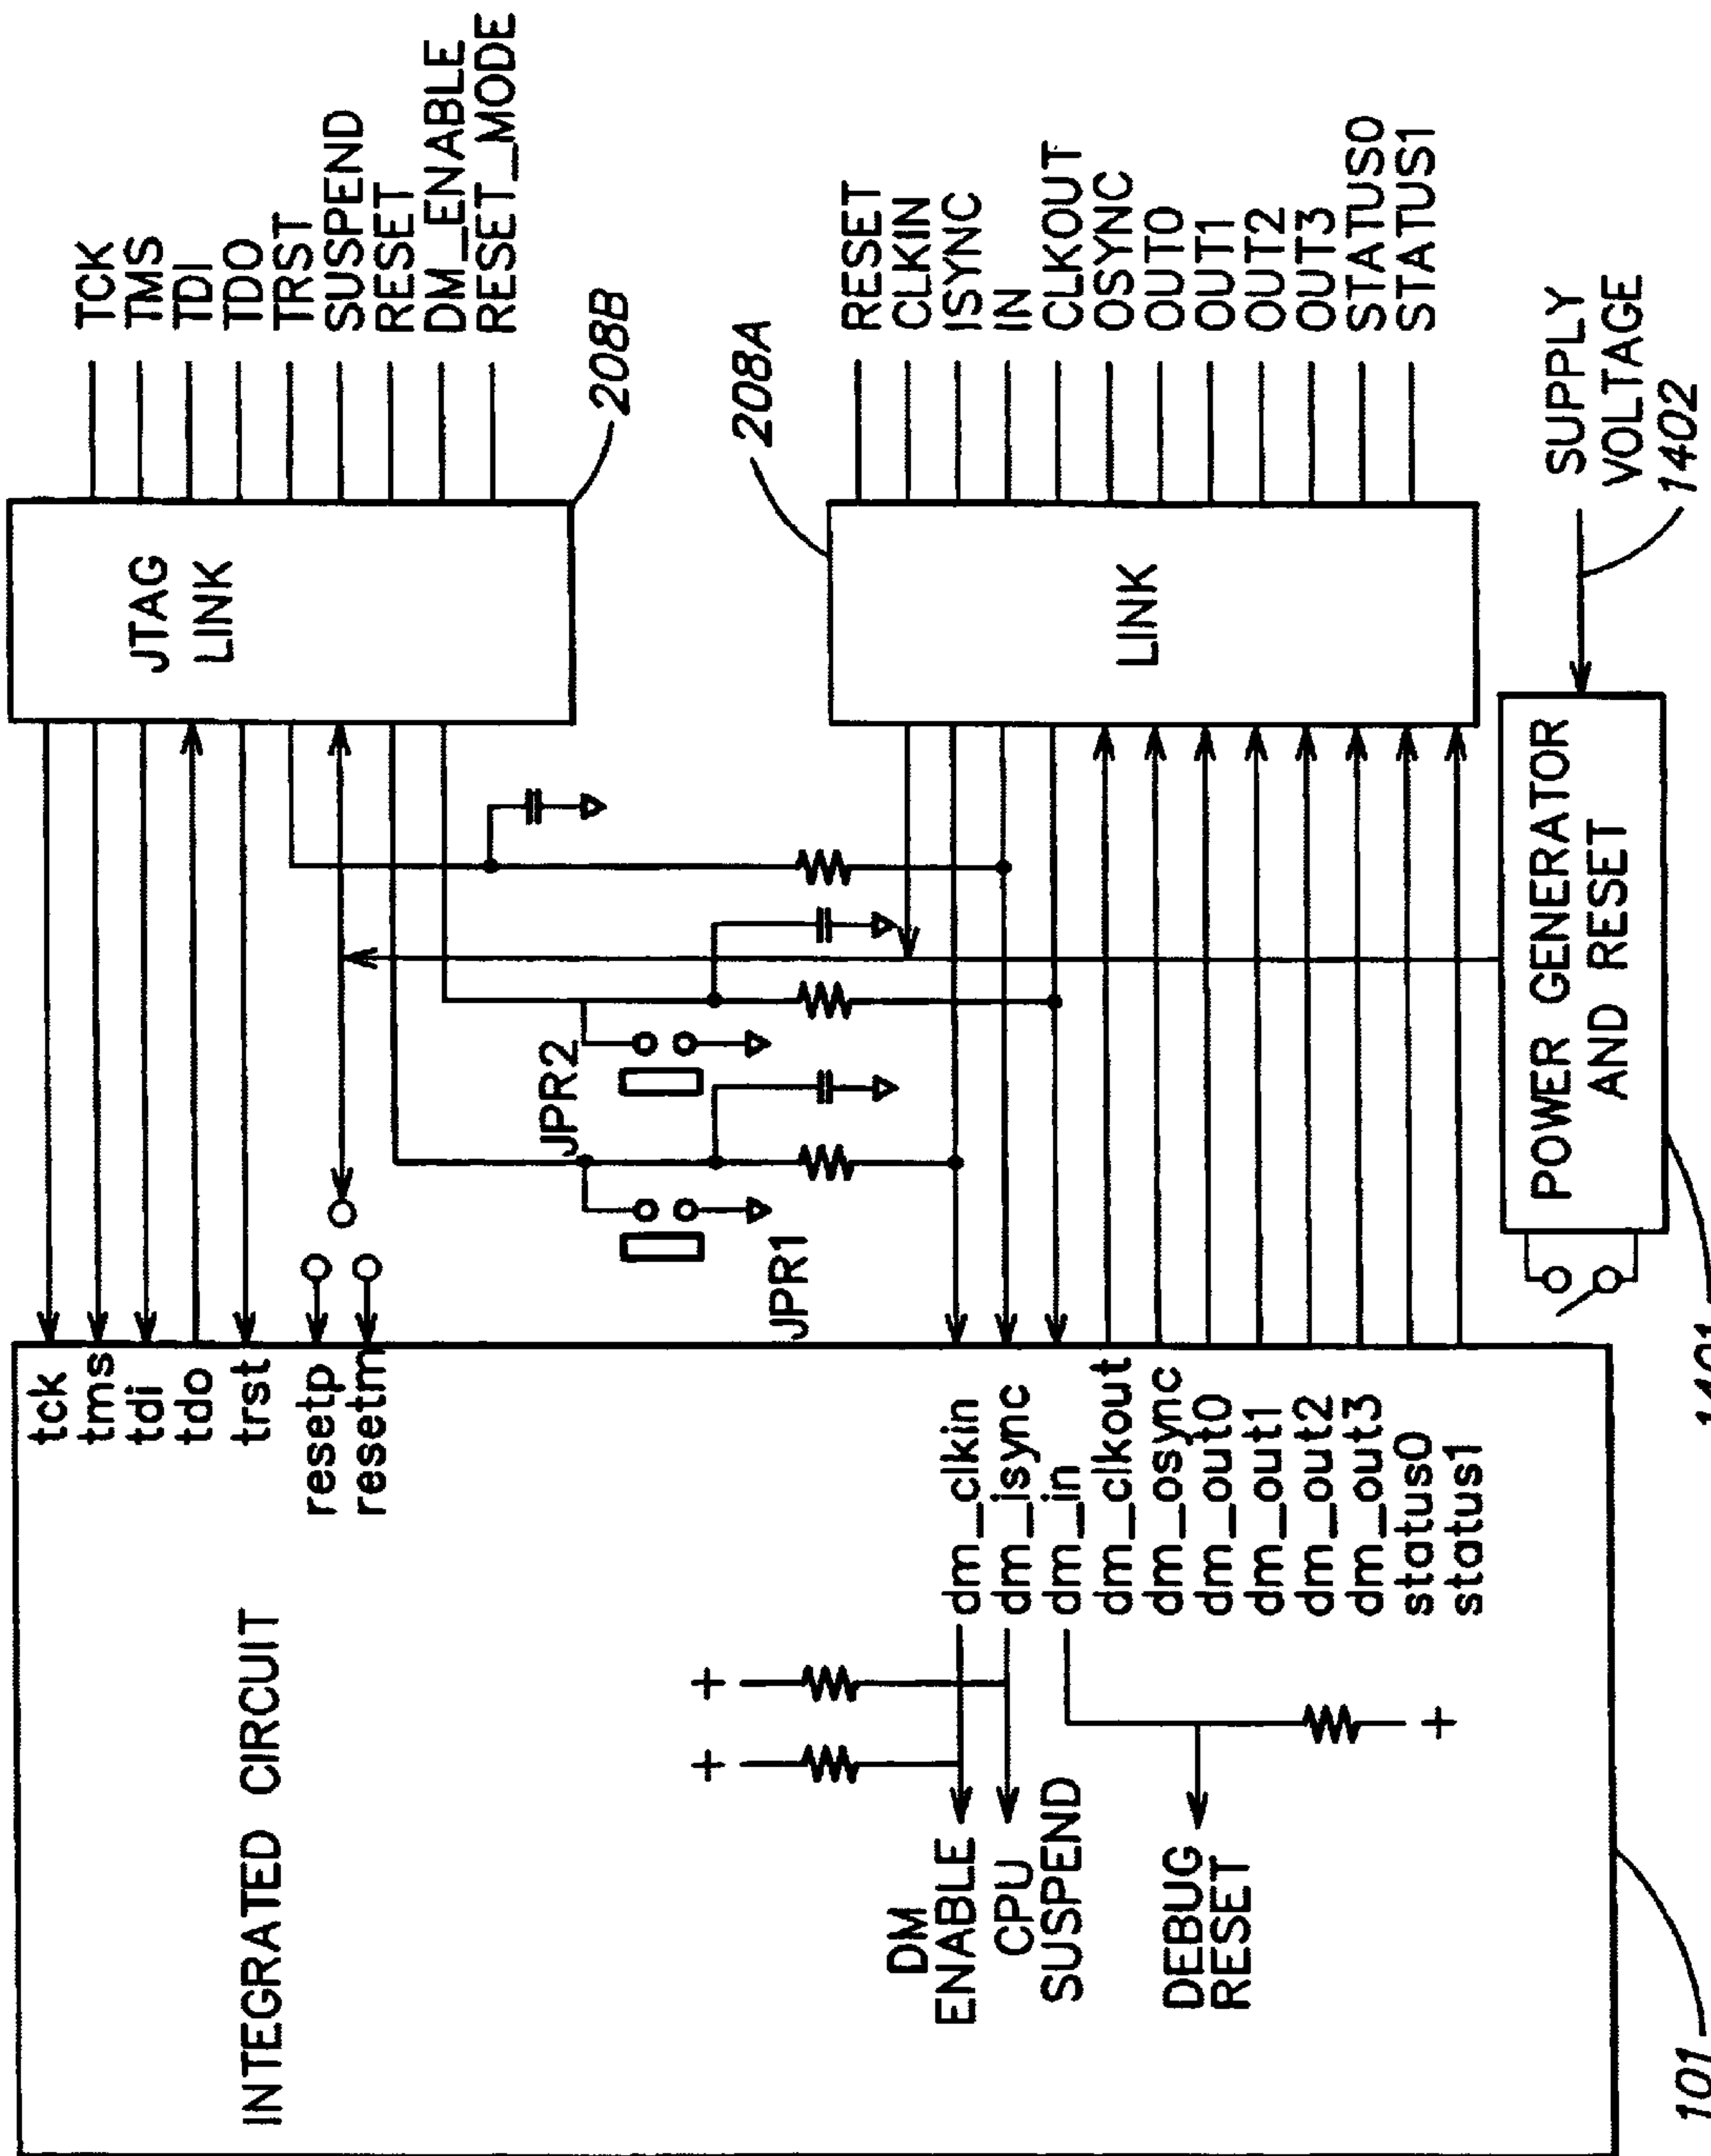 INTEGRATED CIRCUIT
tck
tms
tdi
tdo
trst
resetp
resetm
DM
ENABLE
CPU
SUSPEND
DEBUG
RESET
dm_clkin
dm_isync
dm_in
dm_clkout
dm_osync
dm_out0
dm_out1
dm_out2
dm_out3
status0
status1
+
+
+
101
JPR1
JPR2
JTAG
LINK
TCK
TMS
TDI
TDO
TRST
SUSPEND
RESET
DM_ENABLE
RESET_MODE
208B
208A
LINK
RESET
CLKIN
ISYNC
IN
CLKOUT
OSYNC
OUT0
OUT1
OUT2
OUT3
STATUS0
STATUS1
POWER GENERATOR
AND RESET
1401
SUPPLY
VOLTAGE
1402